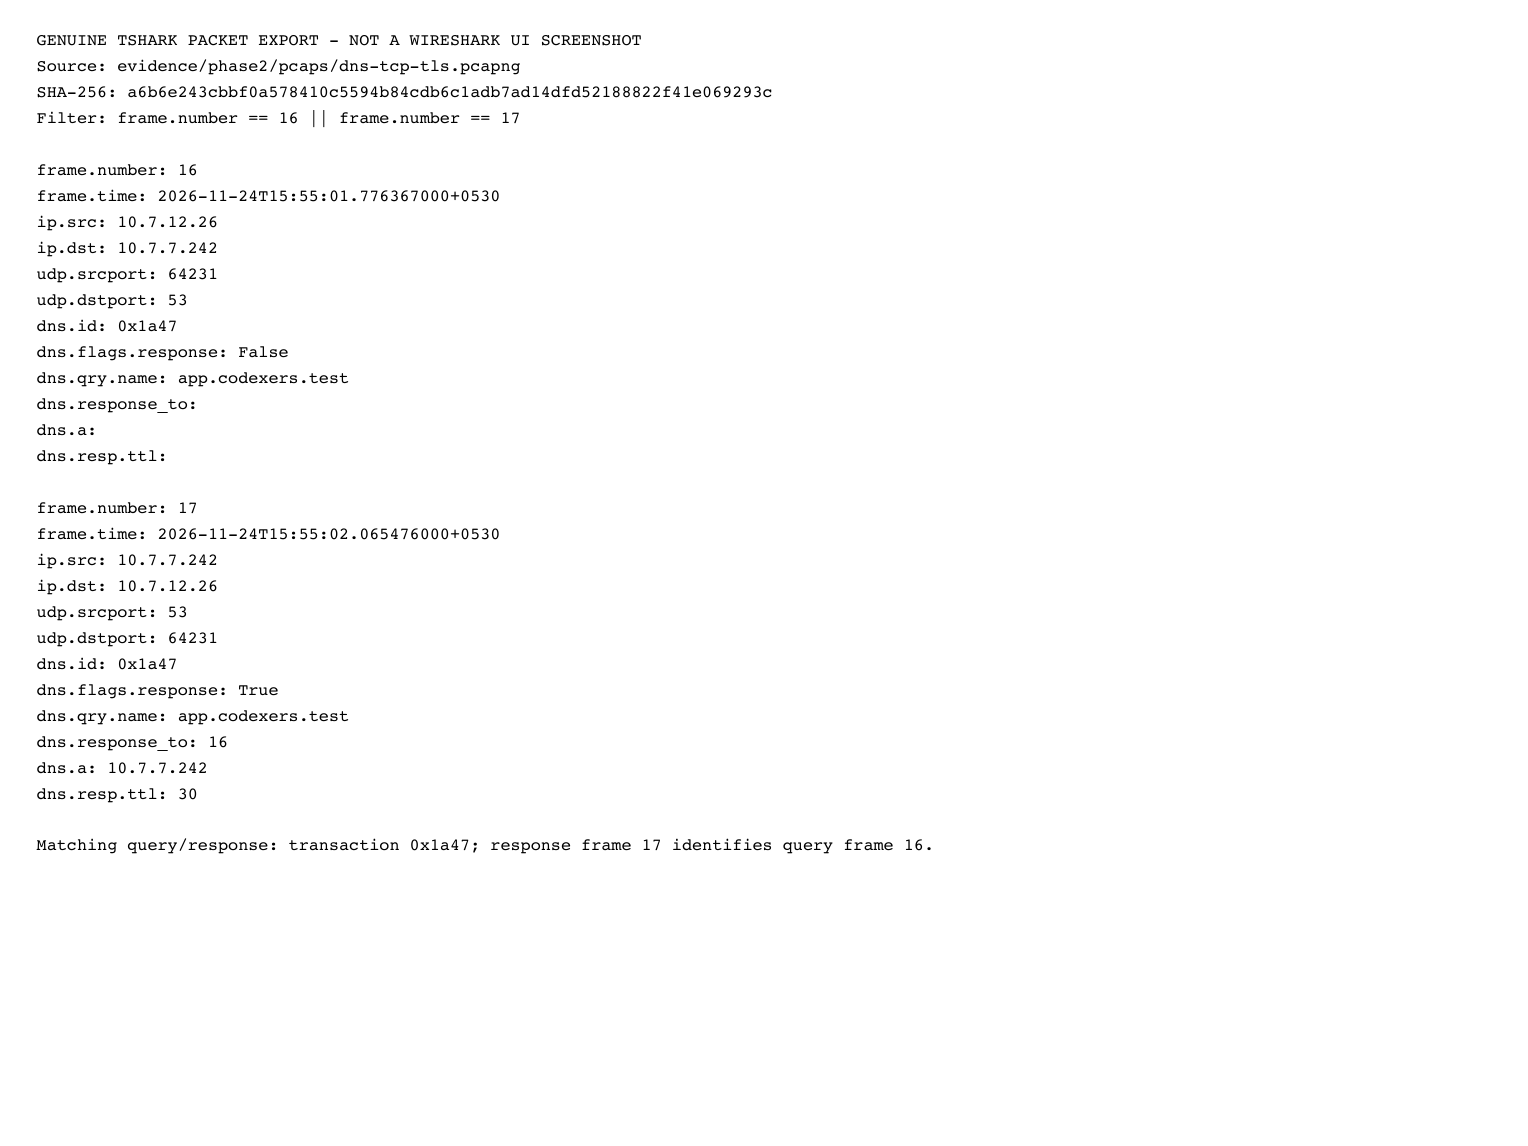 GENUINE TSHARK PACKET EXPORT - NOT A WIRESHARK UI SCREENSHOT
Source: evidence/phase2/pcaps/dns-tcp-tls.pcapng
SHA-256: a6b6e243cbbf0a578410c5594b84cdb6c1adb7ad14dfd52188822f41e069293c
Filter: frame.number == 16 || frame.number == 17
frame.number: 16
frame.time: 2026-11-24T15:55:01.776367000+0530
ip.src: 10.7.12.26
ip.dst: 10.7.7.242
udp.srcport: 64231
udp.dstport: 53
dns.id: 0x1a47
dns.flags.response: False
dns.qry.name: app.codexers.test
dns.response_to:
dns.a:
dns.resp.ttl:
frame.number: 17
frame.time: 2026-11-24T15:55:02.065476000+0530
ip.src: 10.7.7.242
ip.dst: 10.7.12.26
udp.srcport: 53
udp.dstport: 64231
dns.id: 0x1a47
dns.flags.response: True
dns.qry.name: app.codexers.test
dns.response_to: 16
dns.a: 10.7.7.242
dns.resp.ttl: 30
Matching query/response: transaction 0x1a47; response frame 17 identifies query frame 16.